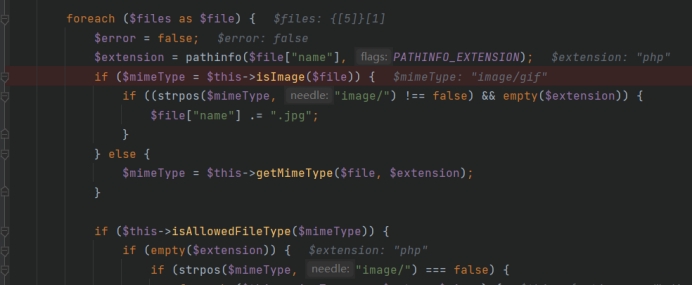 foreach ($files as $file) {   $files: {[5]}[1]
$error = false;   $error: false
$extension = pathinfo($file["name"], flags: PATHINFO_EXTENSION);   $extension: "php"
if ($mimeType = $this->isImage($file)) {   $mimeType: "image/gif"
if ((strpos($mimeType, needle: "image/") !== false) && empty($extension)) {
$file["name"] .= ".jpg";
}
} else {
$mimeType = $this->getMimeType($file, $extension);
}
if ($this->isAllowedFileType($mimeType)) {
if (empty($extension)) {   $extension: "php"
if (strpos($mimeType, needle: "image/") === false) {